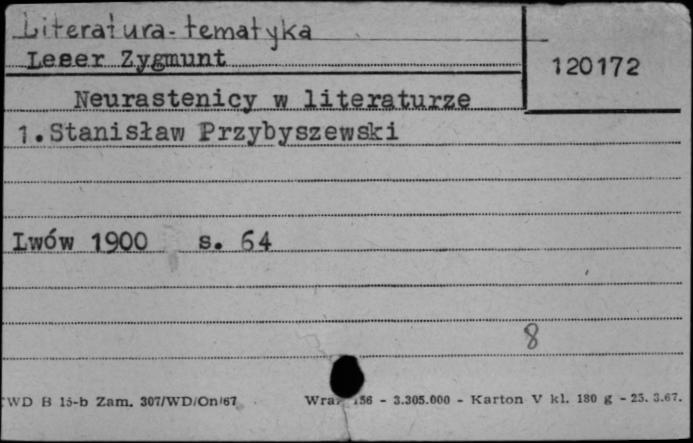 Literatura-tematyka
Leser Zygmunt
120172
Neurastenicy w literaturze
1.Stanisław Przybyszewski
Lwów 1900 s. 64
8
WD B 15-b Zam. 307/WD/On/67 - 3.305.000 - Karton V kl. 180 g - 25. 3.67.